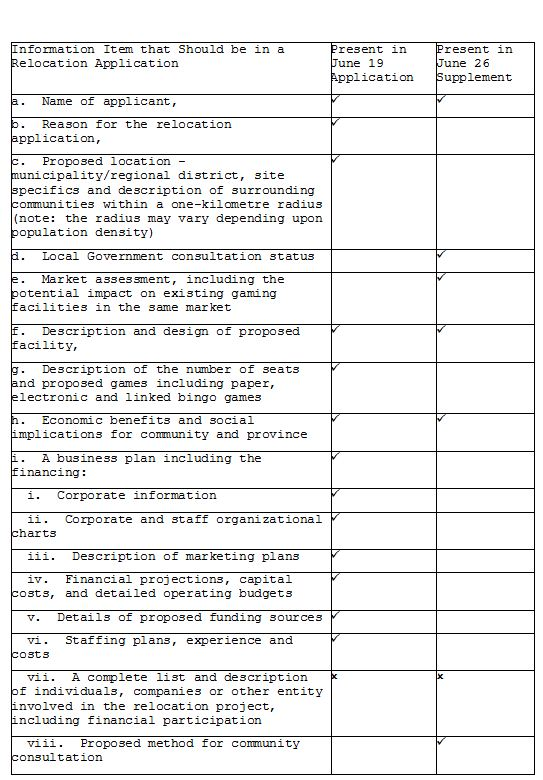 Information Item that Should be in a Present in Present in
Relocation Application June 19 June 26
Application Supplement
a. Name of applicant, ✓ ✓
b. Reason for the relocation ✓
application,
c. Proposed location – ✓
municipality/regional district, site
specifics and description of surrounding
communities within a one-kilometre radius
(note: the radius may vary depending upon
population density)
d. Local Government consultation status ✓
e. Market assessment, including the ✓
potential impact on existing gaming
facilities in the same market
f. Description and design of proposed ✓ ✓
facility,
g. Description of the number of seats ✓
and proposed games including paper,
electronic and linked bingo games
h. Economic benefits and social ✓ ✓
implications for community and province
i. A business plan including the ✓
financing:
i. Corporate information ✓
ii. Corporate and staff organizational ✓
charts
iii. Description of marketing plans ✓
iv. Financial projections, capital ✓
costs, and detailed operating budgets
v. Details of proposed funding sources ✓
vi. Staffing plans, experience and ✓
costs
vii. A complete list and description x x
of individuals, companies or other entity
involved in the relocation project,
including financial participation
viii. Proposed method for community ✓
consultation